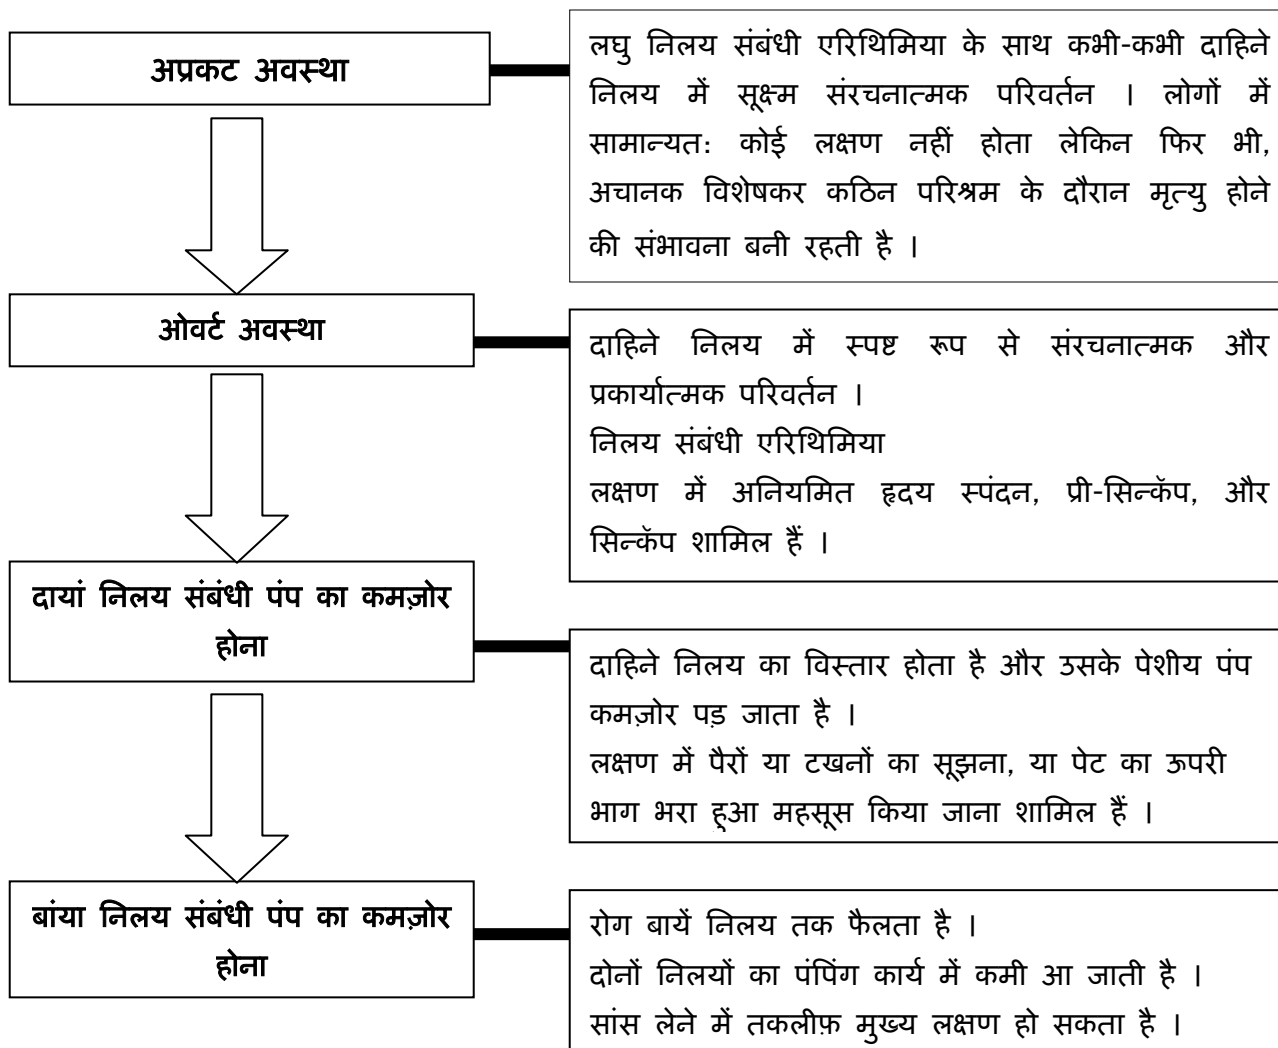 अप्रकट अवस्था
लघु निलय संबंधी एरिथिमिया के साथ कभी-कभी दाहिने
निलय में सूक्ष्म संरचनात्मक परिवर्तन । लोगों में
सामान्यत: कोई लक्षण नहीं होता लेकिन फिर भी,
अचानक विशेषकर कठिन परिश्रम के दौरान मृत्यु होने
की संभावना बनी रहती है ।
ओवर्ट अवस्था
दाहिने निलय में स्पष्ट रूप से संरचनात्मक और
प्रकार्यात्मक परिवर्तन ।
निलय संबंधी एरिथिमिया
लक्षण में अनियमित हृदय स्पंदन, प्री-सिन्कॅप, और
सिन्कॅप शामिल हैं ।
दायां निलय संबंधी पंप का कमज़ोर
होना
दाहिने निलय का विस्तार होता है और उसके पेशीय पंप
कमज़ोर पड़ जाता है ।
लक्षण में पैरों या टखनों का सूझना, या पेट का ऊपरी
भाग भरा हुआ महसूस किया जाना शामिल हैं ।
बांया निलय संबंधी पंप का कमज़ोर
होना
रोग बायें निलय तक फैलता है ।
दोनों निलयों का पंपिंग कार्य में कमी आ जाती है ।
सांस लेने में तकलीफ़ मुख्य लक्षण हो सकता है ।